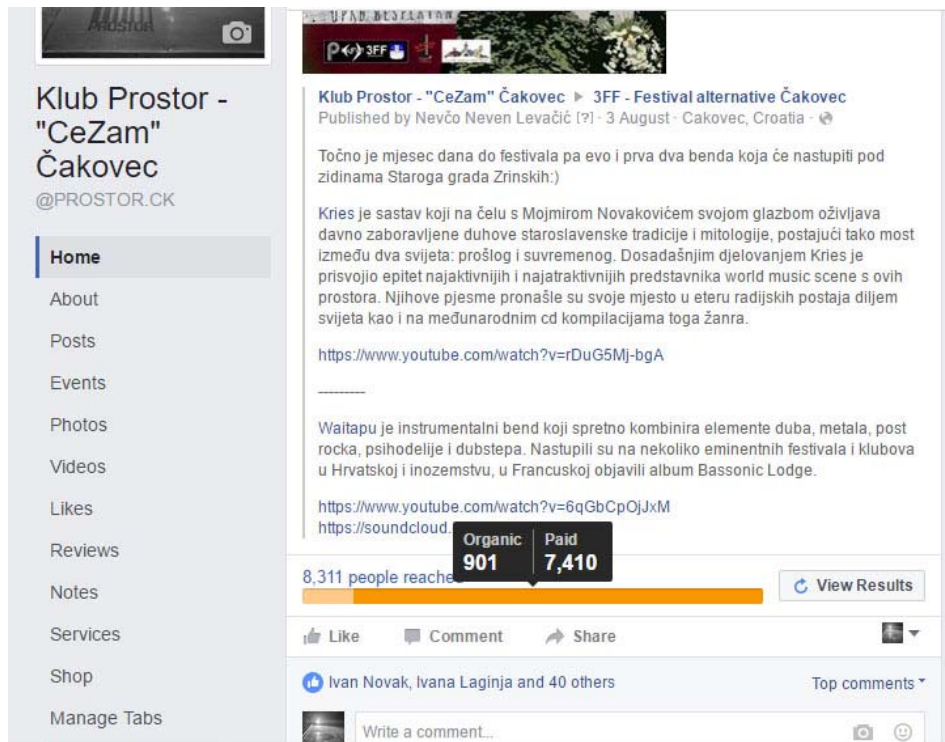 PROSTOR
UPAD BESPLATAN
3FF
Klub Prostor -
"CeZam"
Čakovec
@PROSTOR.CK
Home
About
Posts
Events
Photos
Videos
Likes
Reviews
Notes
Services
Shop
Manage Tabs
Klub Prostor - "CeZam" Čakovec ▶ 3FF - Festival alternative Čakovec
Published by Nevčo Neven Levačić [?] · 3 August · Cakovec, Croatia ·
Točno je mjesec dana do festivala pa evo i prva dva benda koja će nastupiti pod
zidinama Staroga grada Zrinskih:)
Kries je sastav koji na čelu s Mojmirom Novakovićem svojom glazbom oživljava
davno zaboravljene duhove staroslavenske tradicije i mitologije, postajući tako most
između dva svijeta: prošlog i suvremenog. Dosadašnjim djelovanjem Kries je
prisvojio epitet najaktivnijih i najatraktivnijih predstavnika world music scene s ovih
prostora. Njihove pjesme pronašle su svoje mjesto u eteru radijskih postaja diljem
svijeta kao i na međunarodnim cd kompilacijama toga žanra.
https://www.youtube.com/watch?v=rDuG5Mj-bgA
---------
Waitapu je instrumentalni bend koji spretno kombinira elemente duba, metala, post
rocka, psihodelije i dubstepa. Nastupili su na nekoliko eminentnih festivala i klubova
u Hrvatskoj i inozemstvu, u Francuskoj objavili album Bassonic Lodge.
https://www.youtube.com/watch?v=6qGbCpOjJxM
https://soundcloud.
Organic Paid
901 7,410
8,311 people reache
View Results
Like Comment Share
Ivan Novak, Ivana Laginja and 40 others
Top comments
Write a comment...